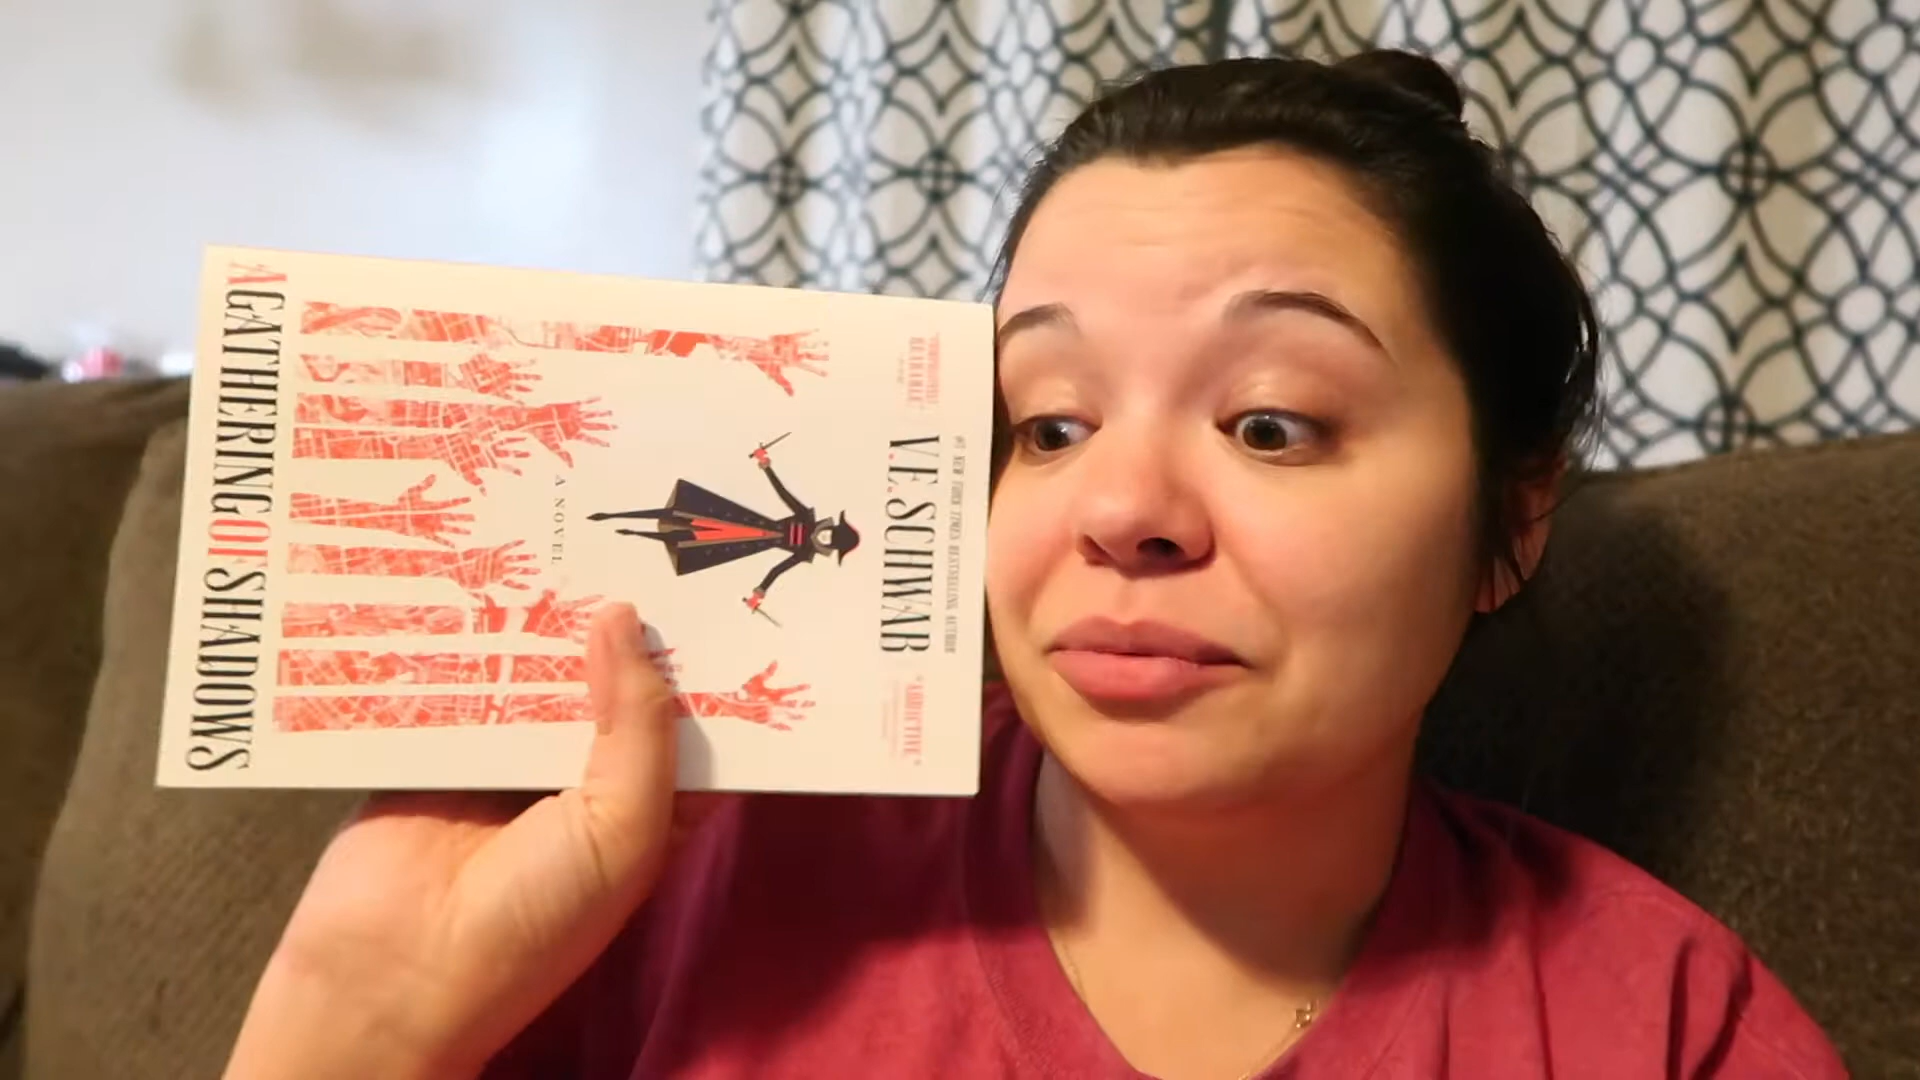 #1 NEW YORK TIMES BESTSELLING AUTHOR
V.E. SCHWAB
"ADDICTIVE"
A NOVEL
A GATHERING OF SHADOWS